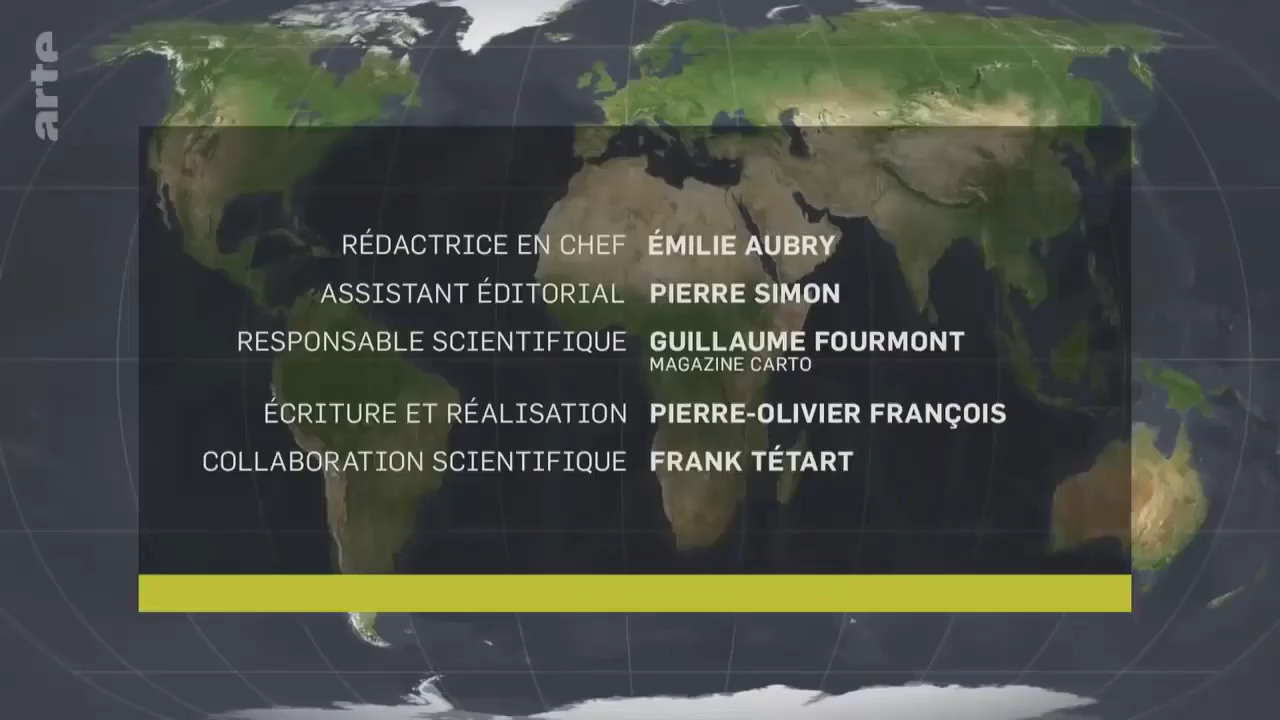 arte
RÉDACTRICE EN CHEF ÉMILIE AUBRY
ASSISTANT ÉDITORIAL PIERRE SIMON
RESPONSABLE SCIENTIFIQUE GUILLAUME FOURMONT
MAGAZINE CARTO
ÉCRITURE ET RÉALISATION PIERRE-OLIVIER FRANÇOIS
COLLABORATION SCIENTIFIQUE FRANK TÉTART